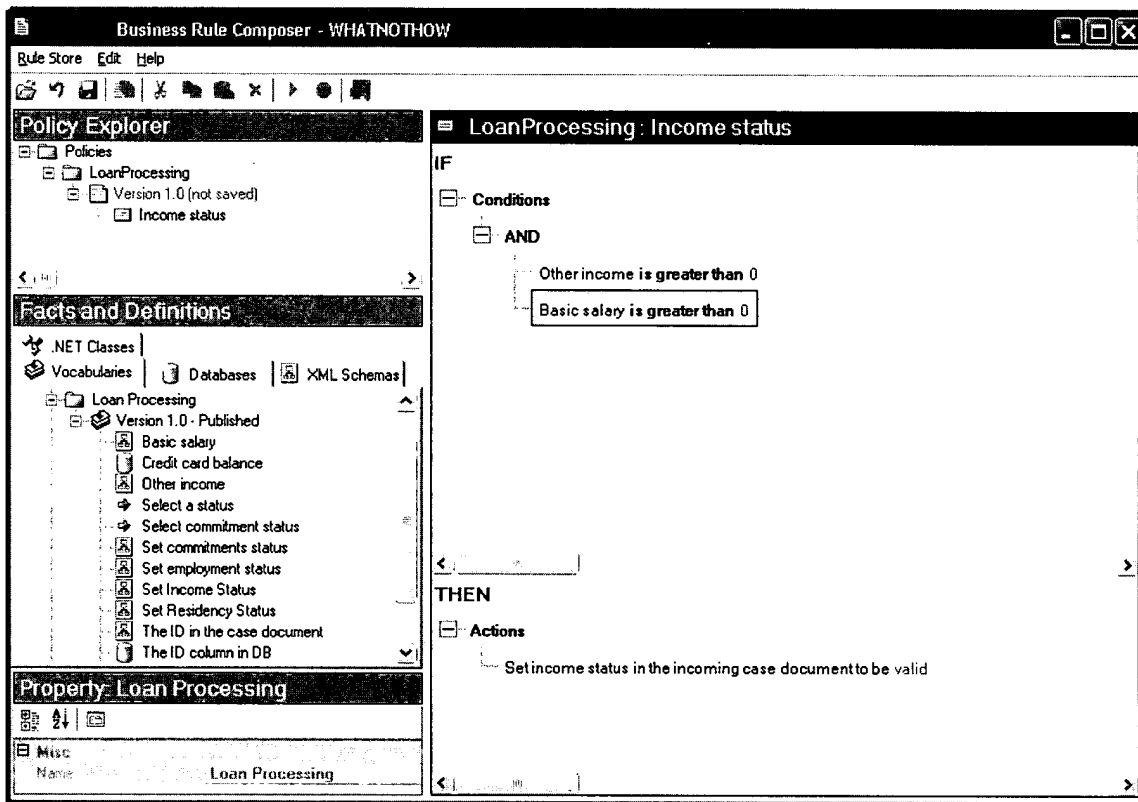 Business Rule Composer - WHATNOTHOW
Rule Store Edit Help
Policy Explorer
Policies
LoanProcessing
Version 1.0 (not saved)
Income status
Facts and Definitions
.NET Classes
Vocabularies Databases XML Schemas
Loan Processing
Version 1.0 - Published
Basic salary
Credit card balance
Other income
Select a status
Select commitment status
Set commitments status
Set employment status
Set Income Status
Set Residency Status
The ID in the case document
The ID column in DB
Property: Loan Processing
Misc
Name Loan Processing
LoanProcessing : Income status
IF
Conditions
AND
Other income is greater than 0
Basic salary is greater than 0
THEN
Actions
Set income status in the incoming case document to be valid